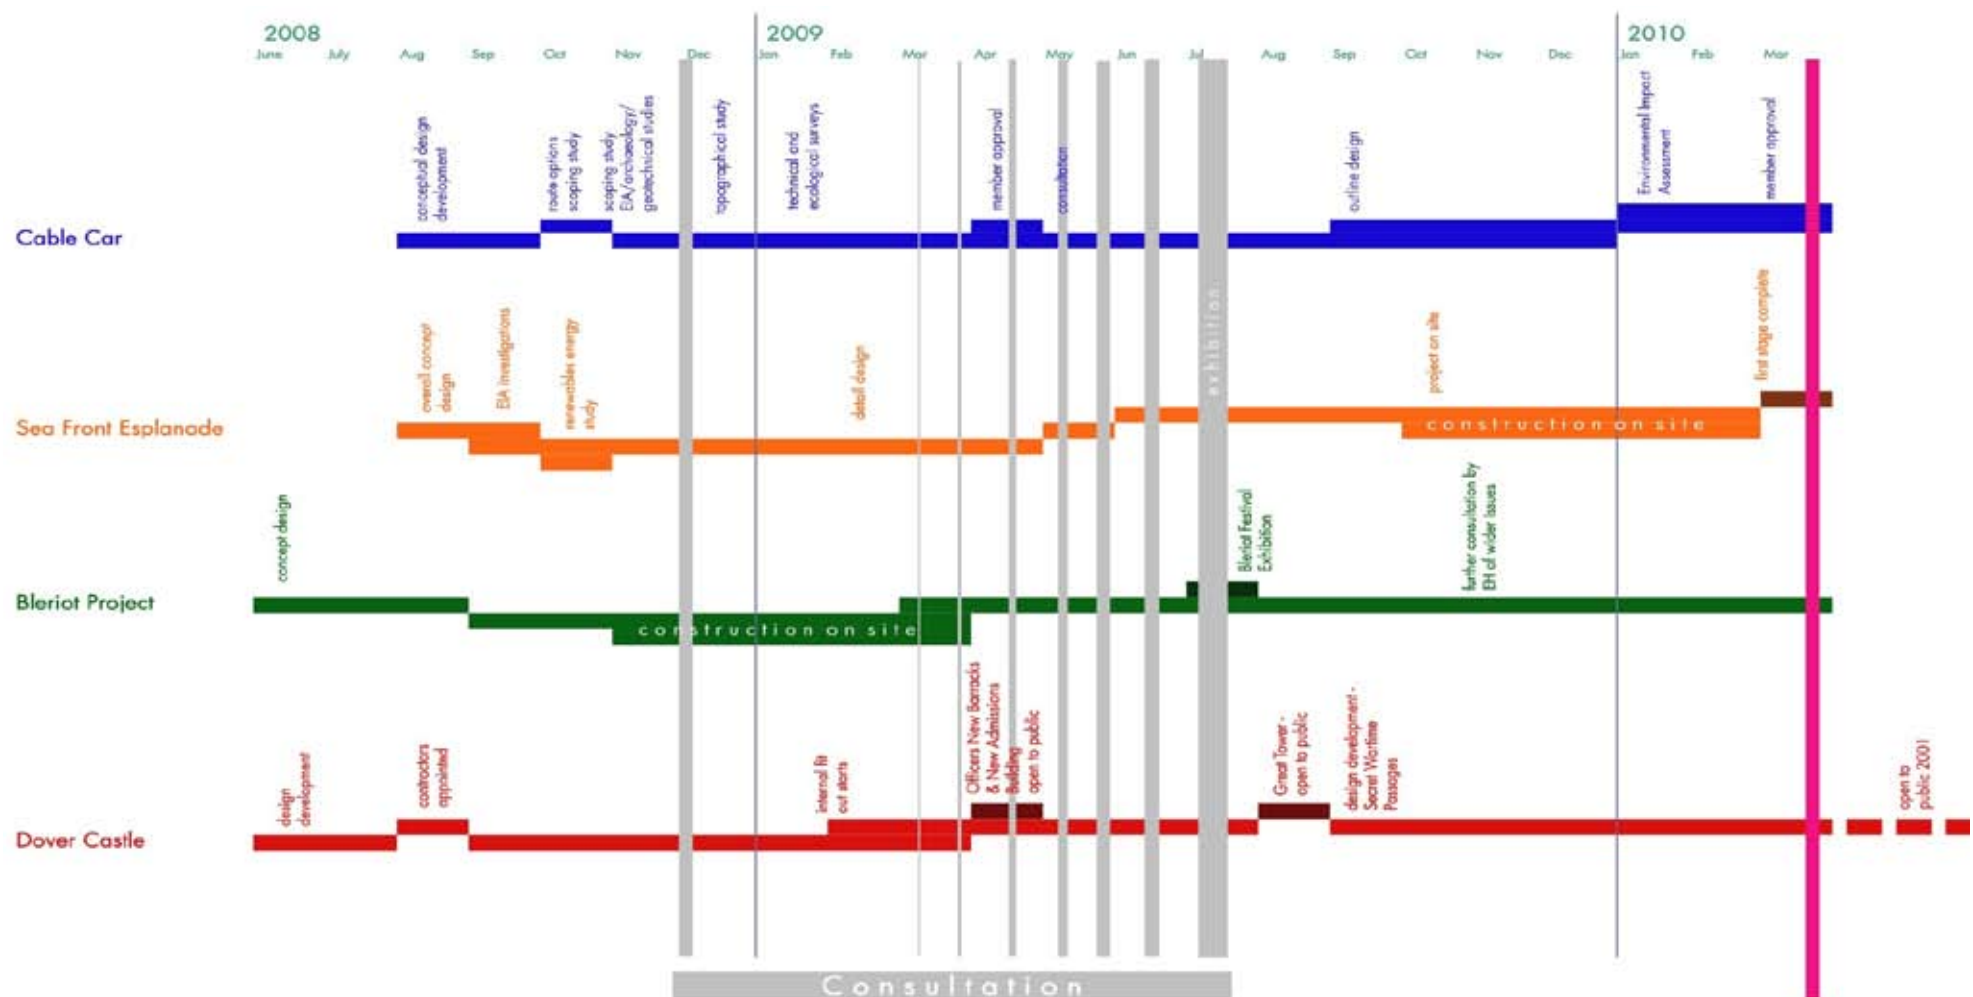 2008
2009
2010
June July Aug Sep Oct Nov Dec Jan Feb Mar Apr May Jun Jul Aug Sep Oct Nov Dec Jan Feb Mar
Cable Car
conceptual design
development
route options
scoping study
scoping study
EIA/archaeology/
geotechnical studies
topographical study
technical and
ecological surveys
member approval
consultation
outline design
Environmental Impact
Assessment
member approval
exhibition
Sea Front Esplanade
overall concept
design
EIA investigations
renewables energy
study
detail design
project on site
first stage complete
construction on site
Bleriot Project
concept design
construction on site
Bleriot Festival
Exhibition
further consultation by
EH of wider issues
Dover Castle
design
development
contractors
appointed
internal fit
out starts
Officers New Barracks
& New Admissions
Building
open to public
Great Tower -
open to public
design development -
Secret Wartime
Passages
open to
public 2001
Consultation